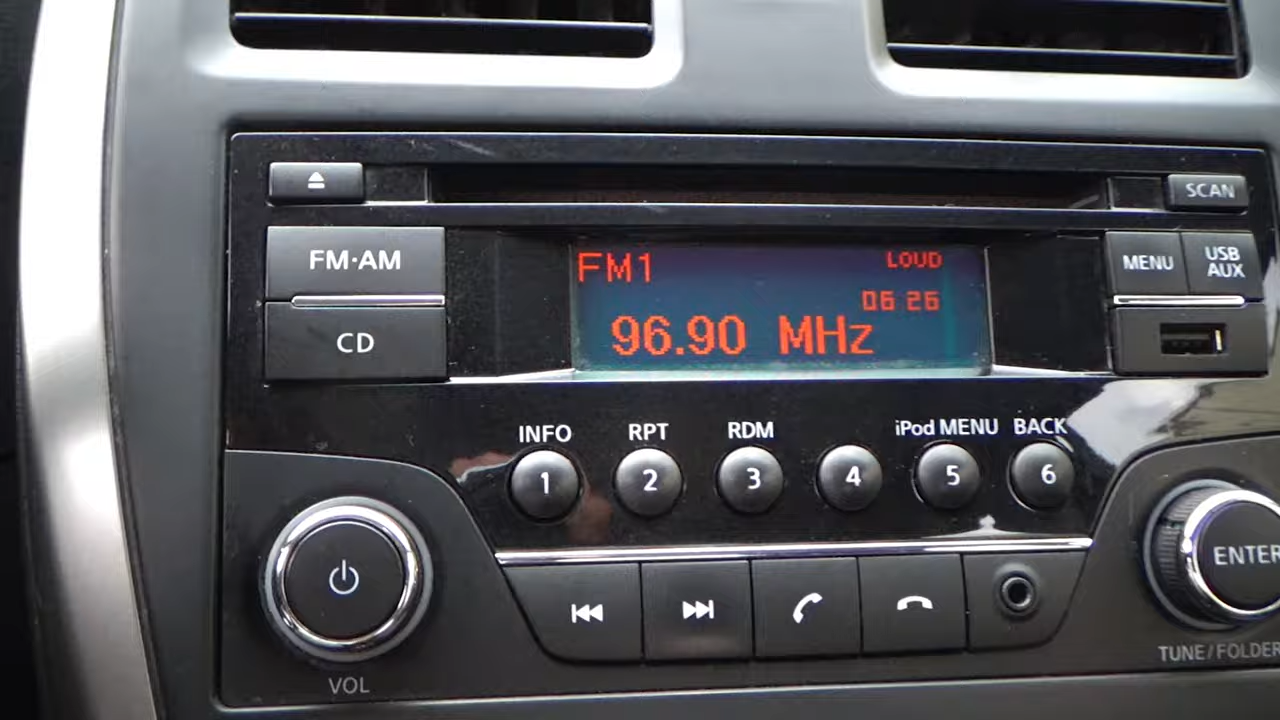 SCAN
FM·AM
CD
FM1
LOUD
06 26
96.90 MHz
MENU
USB
AUX
INFO
RPT
RDM
iPod MENU
BACK
1
2
3
4
5
6
ENTER
VOL
TUNE/FOLDER